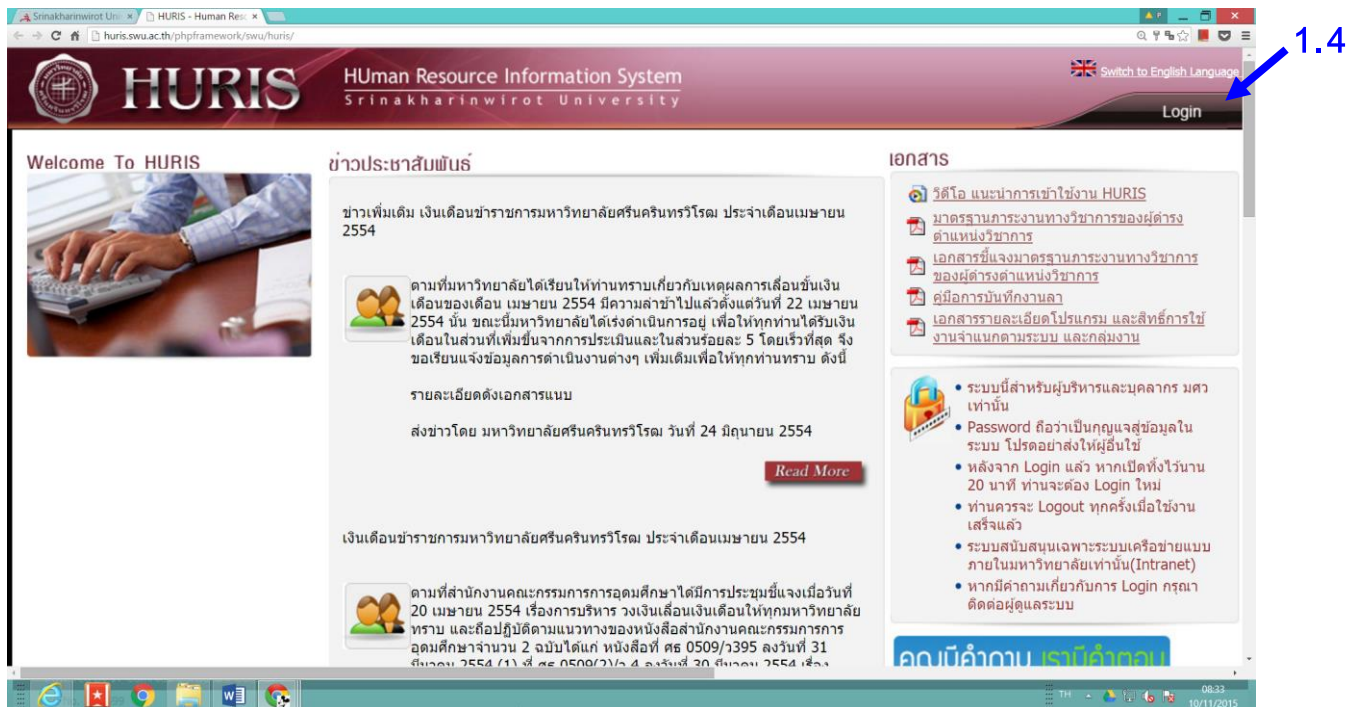 Srinakharinwirot Uni
HURIS - Human Resc
huris.swu.ac.th/phpframework/swu/huris/
1.4
HURIS
HUman Resource Information System
Srinakharinwirot University
Switch to English Language
Login
Welcome To HURIS
ข่าวประชาสัมพันธ์
ข่าวเพิ่มเติม เงินเดือนข้าราชการมหาวิทยาลัยศรีนครินทรวิโรฒ ประจำเดือนเมษายน
2554
ตามที่มหาวิทยาลัยได้เรียนให้ท่านทราบเกี่ยวกับเหตุผลการเลื่อนขั้นเงิน
เดือนของเดือน เมษายน 2554 มีความล่าช้าไปแล้วตั้งแต่วันที่ 22 เมษายน
2554 นั้น ขณะนี้มหาวิทยาลัยได้เร่งดำเนินการอยู่ เพื่อให้ทุกท่านได้รับเงิน
เดือนในส่วนที่เพิ่มขึ้นจากการประเมินและในส่วนร้อยละ 5 โดยเร็วที่สุด จึง
ขอเรียนแจ้งข้อมูลการดำเนินงานต่างๆ เพิ่มเติมเพื่อให้ทุกท่านทราบ ดังนี้
รายละเอียดดังเอกสารแนบ
ส่งข่าวโดย มหาวิทยาลัยศรีนครินทรวิโรฒ วันที่ 24 มิถุนายน 2554
Read More
เงินเดือนข้าราชการมหาวิทยาลัยศรีนครินทรวิโรฒ ประจำเดือนเมษายน 2554
ตามที่สำนักงานคณะกรรมการการอุดมศึกษาได้มีการประชุมชี้แจงเมื่อวันที่
20 เมษายน 2554 เรื่องการบริหาร วงเงินเลื่อนเงินเดือนให้ทุกมหาวิทยาลัย
ทราบ และถือปฏิบัติตามแนวทางของหนังสือสำนักงานคณะกรรมการการ
อุดมศึกษาจำนวน 2 ฉบับได้แก่ หนังสือที่ ศธ 0509/ว395 ลงวันที่ 31
มีนาคม 2554 (1) ที่ ศธ 0509(2)/ว 4 ลงวันที่ 30 มีนาคม 2554 เรื่อง
เอกสาร
วิดีโอ แนะนำการเข้าใช้งาน HURIS
มาตรฐานภาระงานทางวิชาการของผู้ดำรง
ตำแหน่งวิชาการ
เอกสารชี้แจงมาตรฐานภาระงานทางวิชาการ
ของผู้ดำรงตำแหน่งวิชาการ
คู่มือการบันทึกงานลา
เอกสารรายละเอียดโปรแกรม และสิทธิ์การใช้
งานจำแนกตามระบบ และกลุ่มงาน
ระบบนี้สำหรับผู้บริหารและบุคลากร มศว
เท่านั้น
Password ถือว่าเป็นกุญแจสู่ข้อมูลใน
ระบบ โปรดอย่าส่งให้ผู้อื่นใช้
หลังจาก Login แล้ว หากเปิดทิ้งไว้นาน
20 นาที ท่านจะต้อง Login ใหม่
ท่านควรจะ Logout ทุกครั้งเมื่อใช้งาน
เสร็จแล้ว
ระบบสนับสนุนเฉพาะระบบเครือข่ายแบบ
ภายในมหาวิทยาลัยเท่านั้น(Intranet)
หากมีคำถามเกี่ยวกับการ Login กรุณา
ติดต่อผู้ดูแลระบบ
คุณมีคำถาม เรามีคำตอบ
TH
08:33
10/11/2015